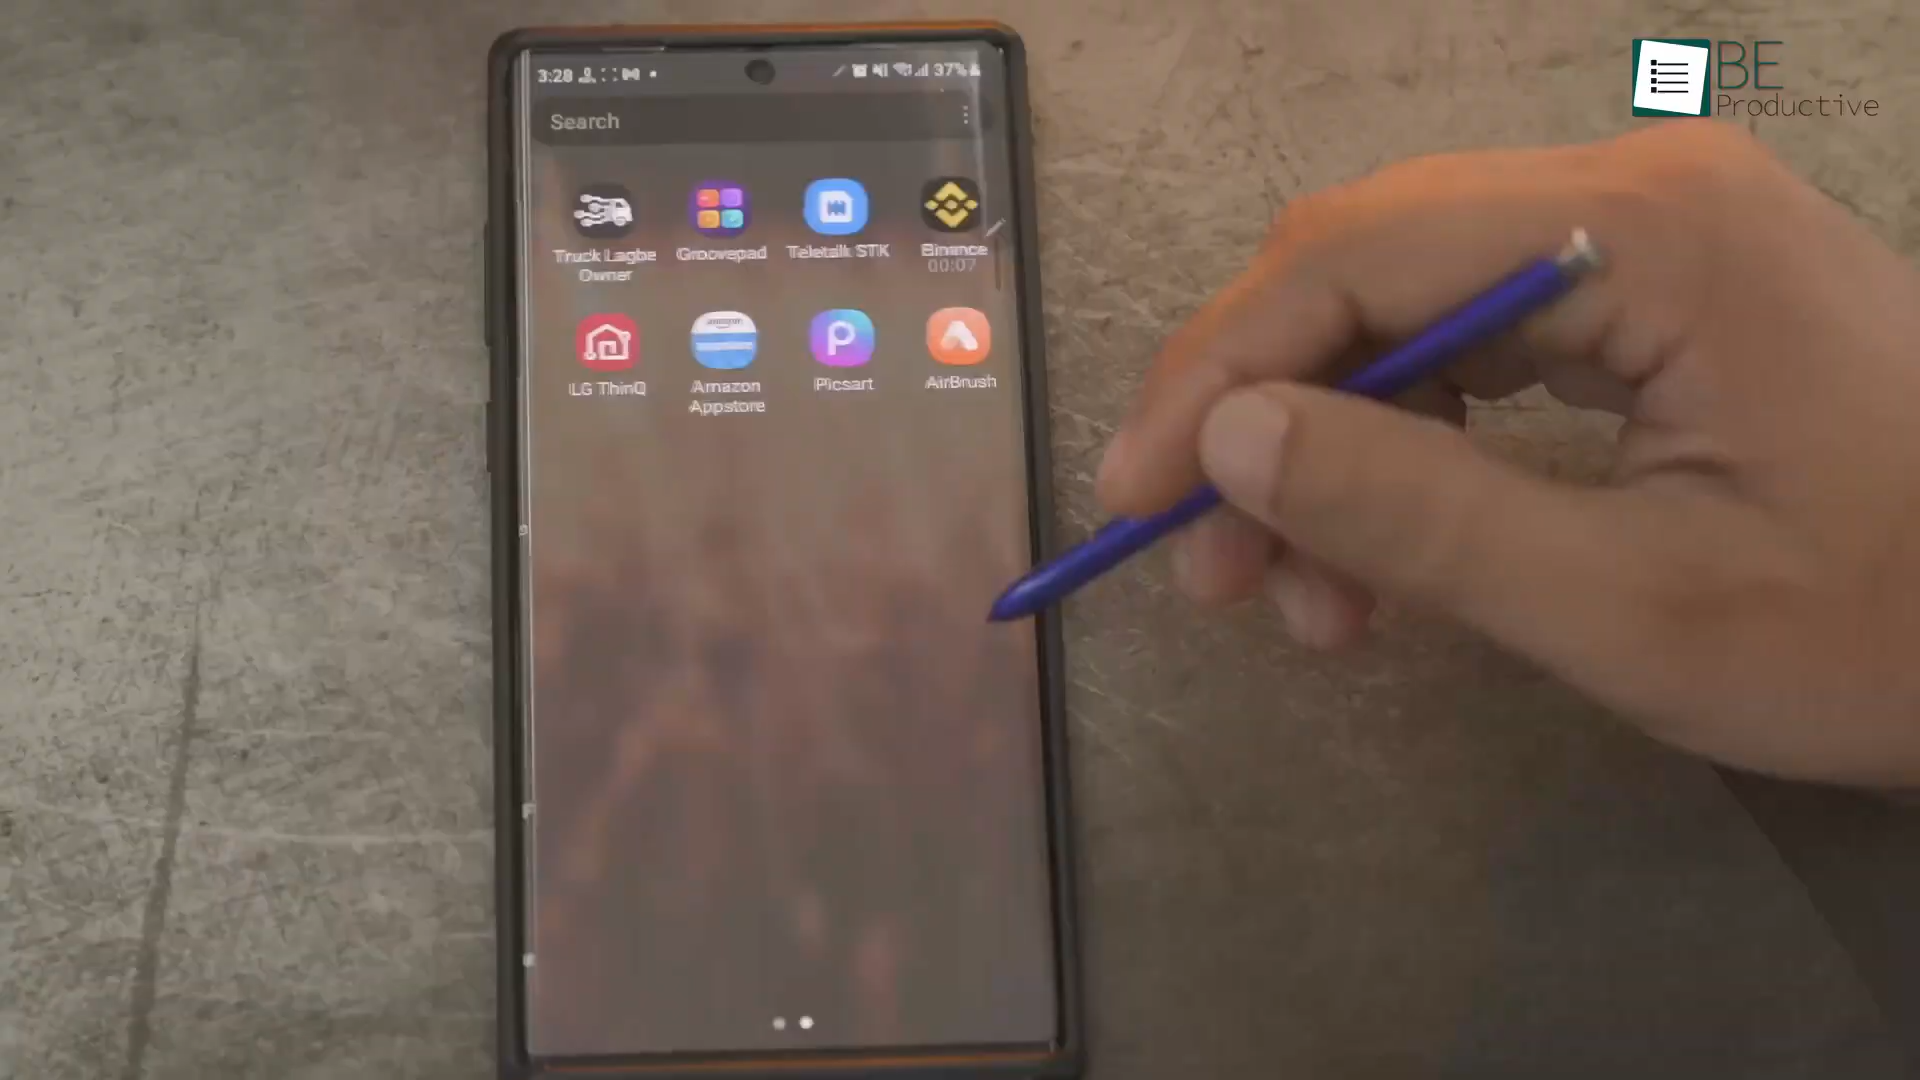 BE
Productive
3:28
37%
Search
Truck Lagbe
Owner
Groovepad
Teletalk STK
Binance
00:07
LG ThinQ
amazon
Amazon
Appstore
Picsart
AirBrush